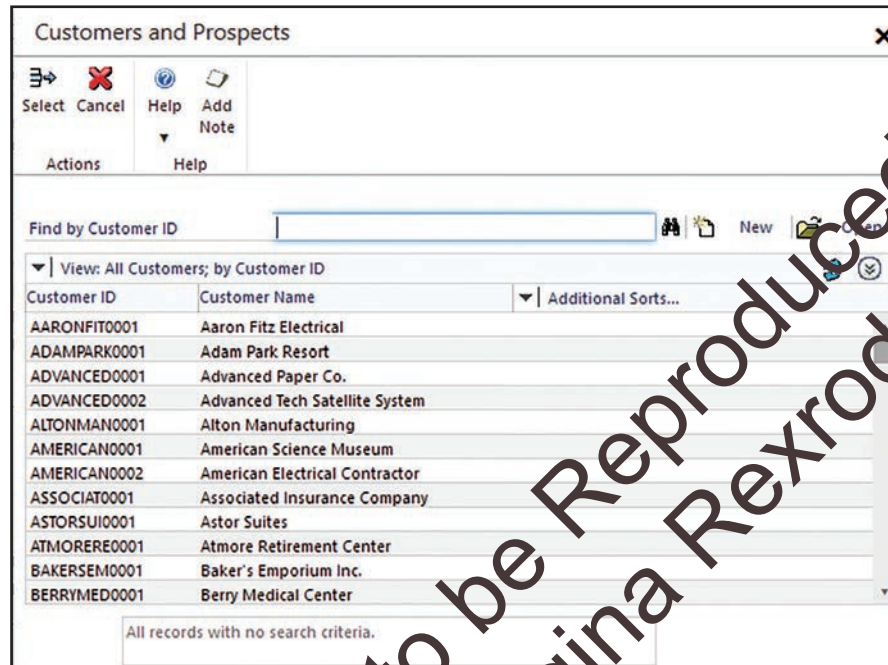 Customers and Prospects
Select Cancel Help Add Note
Actions Help
Find by Customer ID New Open
View: All Customers; by Customer ID
Customer ID Customer Name Additional Sorts...
AARONFIT0001 Aaron Fitz Electrical
ADAMPARK0001 Adam Park Resort
ADVANCED0001 Advanced Paper Co.
ADVANCED0002 Advanced Tech Satellite System
ALTONMAN0001 Alton Manufacturing
AMERICAN0001 American Science Museum
AMERICAN0002 American Electrical Contractor
ASSOCIAT0001 Associated Insurance Company
ASTORSUI0001 Astor Suites
ATMORERE0001 Atmore Retirement Center
BAKERSEM0001 Baker's Emporium Inc.
BERRYMED0001 Berry Medical Center
All records with no search criteria.
to be Reproduced